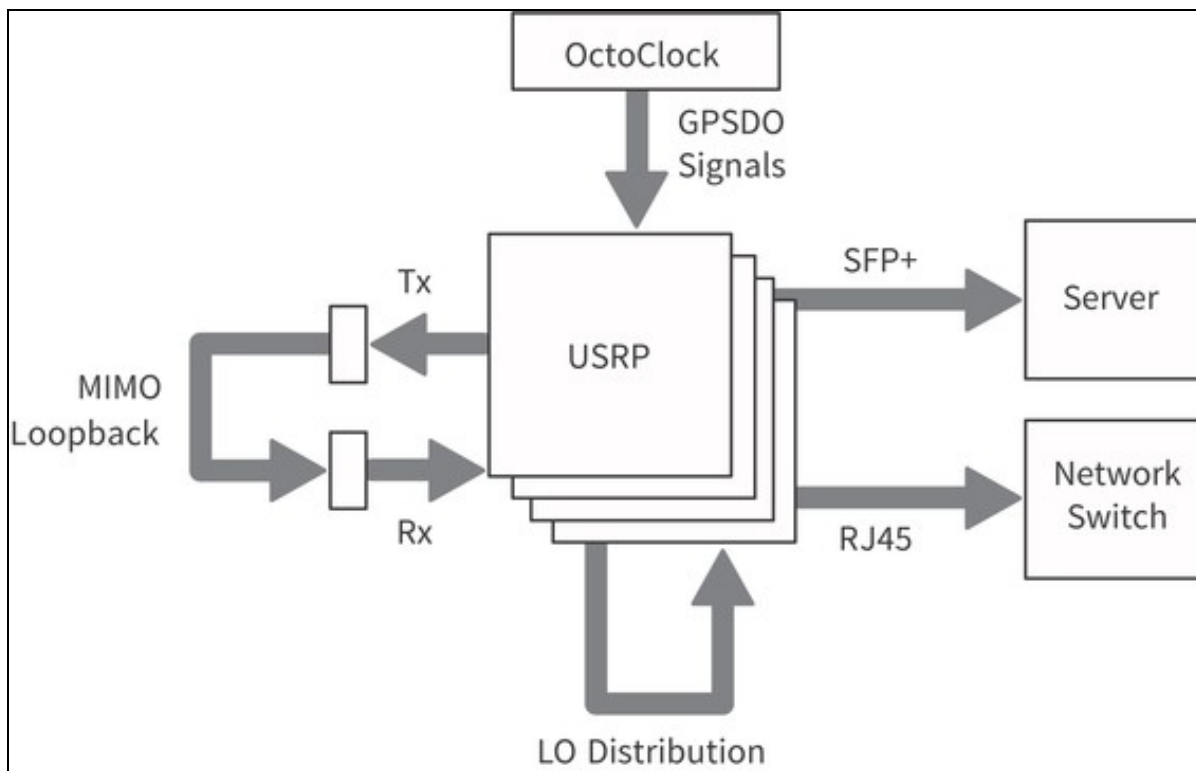 OctoClock
GPSDO
Signals
SFP+
Server
Tx
USRP
MIMO
Loopback
Network
Switch
Rx
RJ45
LO Distribution